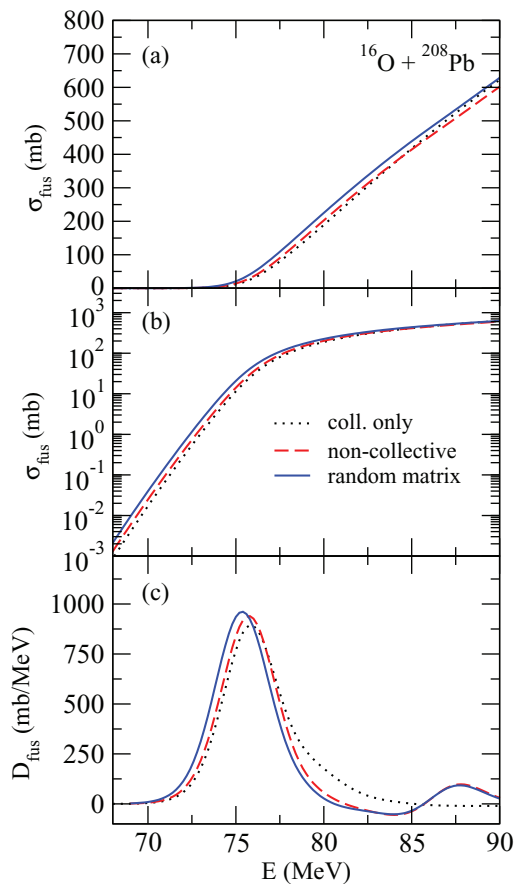 800
700
600
500
400
300
200
100
0
σfus (mb)
(a)
¹⁶O + ²⁰⁸Pb
10³
10²
10¹
10⁰
10⁻¹
10⁻²
10⁻³
σfus (mb)
(b)
coll. only
non-collective
random matrix
1000
750
500
250
0
Dfus (mb/MeV)
(c)
70 75 80 85 90
E (MeV)